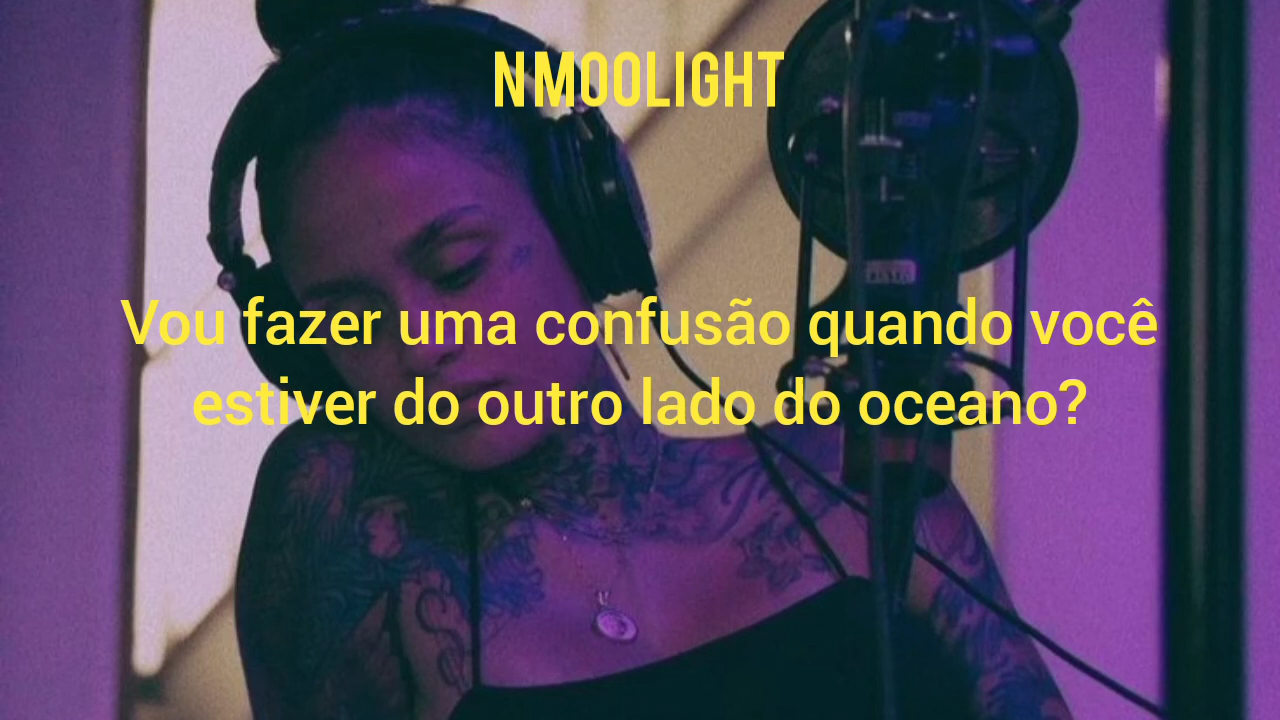 NMOOLIGHT
Vou fazer uma confusão quando você
estiver do outro lado do oceano?